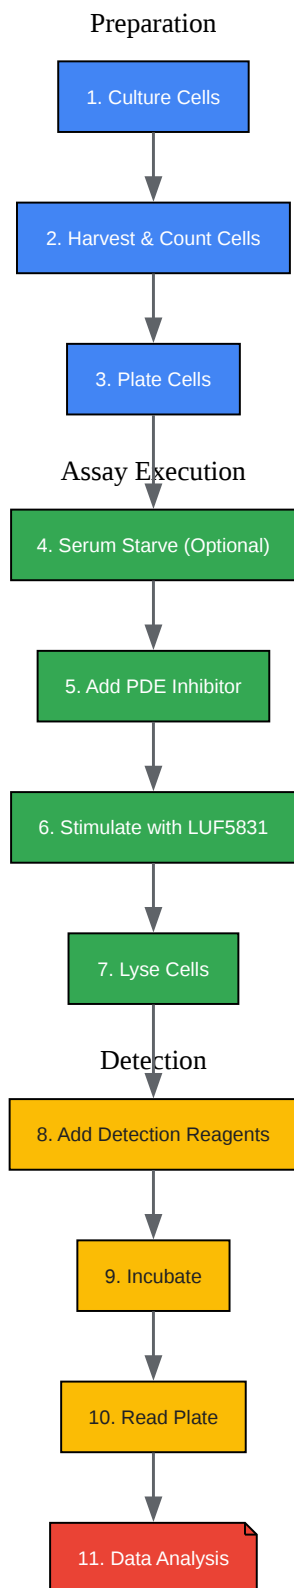 Preparation
1. Culture Cells
2. Harvest & Count Cells
3. Plate Cells
Assay Execution
4. Serum Starve (Optional)
5. Add PDE Inhibitor
6. Stimulate with LUF5831
7. Lyse Cells
Detection
8. Add Detection Reagents
9. Incubate
10. Read Plate
11. Data Analysis